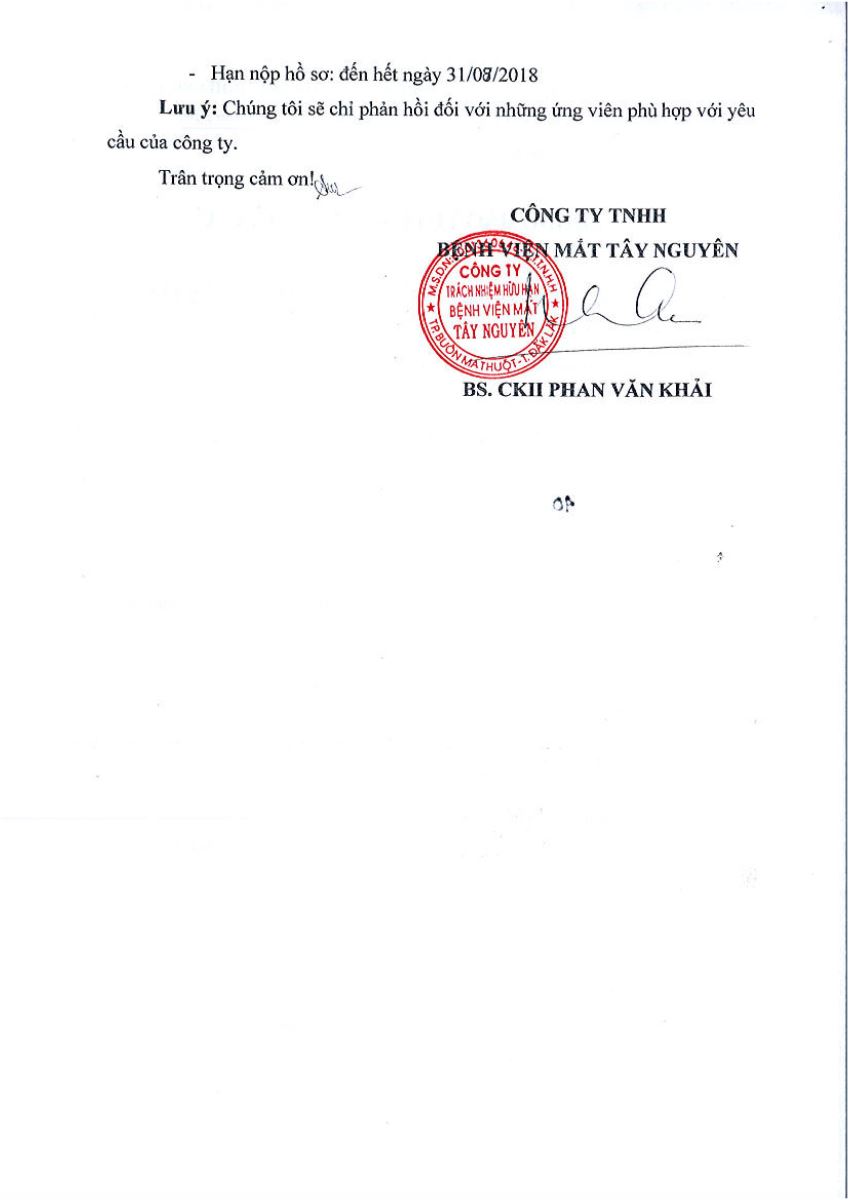 - Hạn nộp hồ sơ: đến hết ngày 31/08/2018
Lưu ý: Chúng tôi sẽ chỉ phản hồi đối với những ứng viên phù hợp với yêu
cầu của công ty.
Trân trọng cảm ơn!
CÔNG TY TNHH
BỆNH VIỆN MẮT TÂY NGUYÊN
M.S.D.N:
T.N.H.H
CÔNG TY
TRÁCH NHIỆM HỮU HẠN
BỆNH VIỆN MẮT
TÂY NGUYÊN
TP.BUÔN MA THUỘT-T.ĐẮK LẮK
BS. CKII PHAN VĂN KHẢI